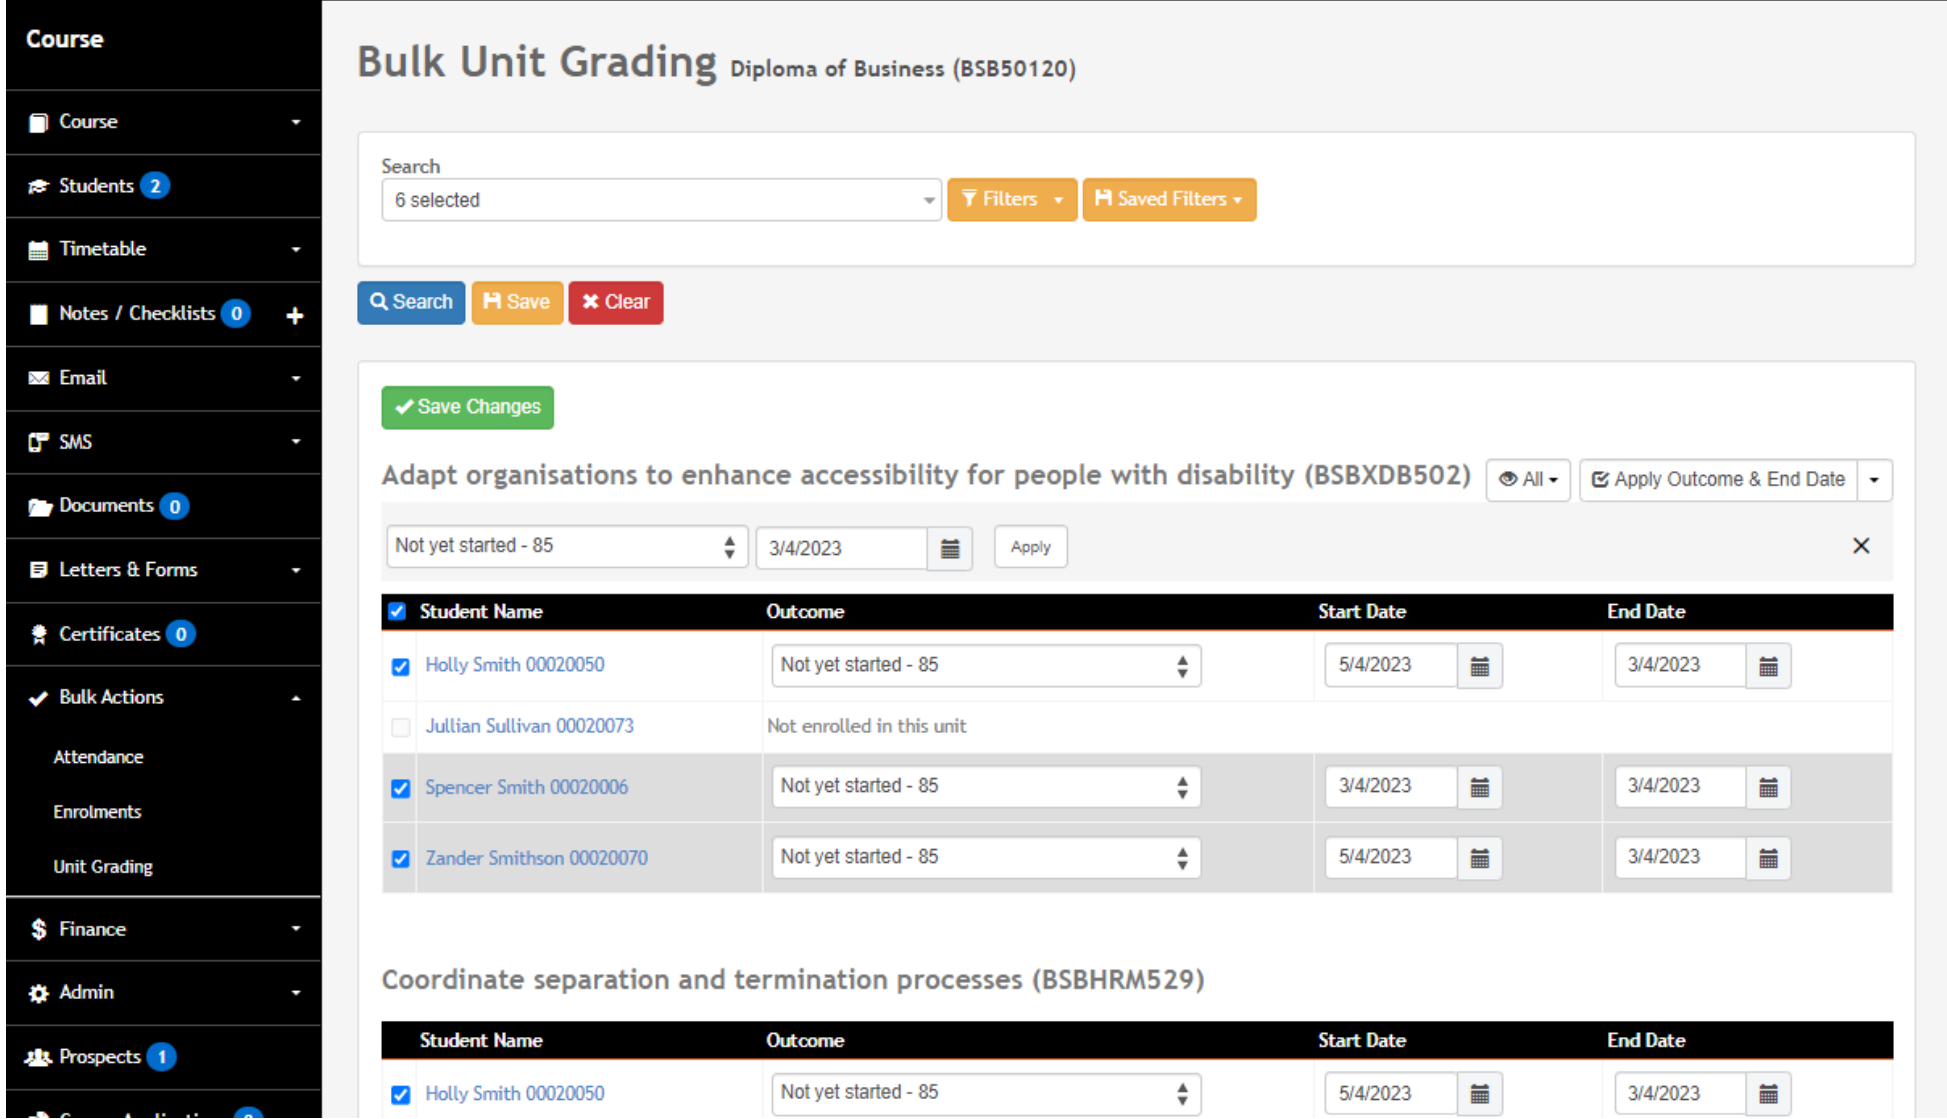 Course
Course
Students 2
Timetable
Notes / Checklists 0
Email
SMS
Documents 0
Letters & Forms
Certificates 0
Bulk Actions
Attendance
Enrolments
Unit Grading
Finance
Admin
Prospects 1
Bulk Unit Grading Diploma of Business (BSB50120)
Search
6 selected
Filters
Saved Filters
Search
Save
Clear
Save Changes
Adapt organisations to enhance accessibility for people with disability (BSBXDB502)
All
Apply Outcome & End Date
Not yet started - 85
3/4/2023
Apply
Student Name Outcome Start Date End Date
Holly Smith 00020050 Not yet started - 85 5/4/2023 3/4/2023
Jullian Sullivan 00020073 Not enrolled in this unit
Spencer Smith 00020006 Not yet started - 85 3/4/2023 3/4/2023
Zander Smithson 00020070 Not yet started - 85 5/4/2023 3/4/2023
Coordinate separation and termination processes (BSBHRM529)
Student Name Outcome Start Date End Date
Holly Smith 00020050 Not yet started - 85 5/4/2023 3/4/2023